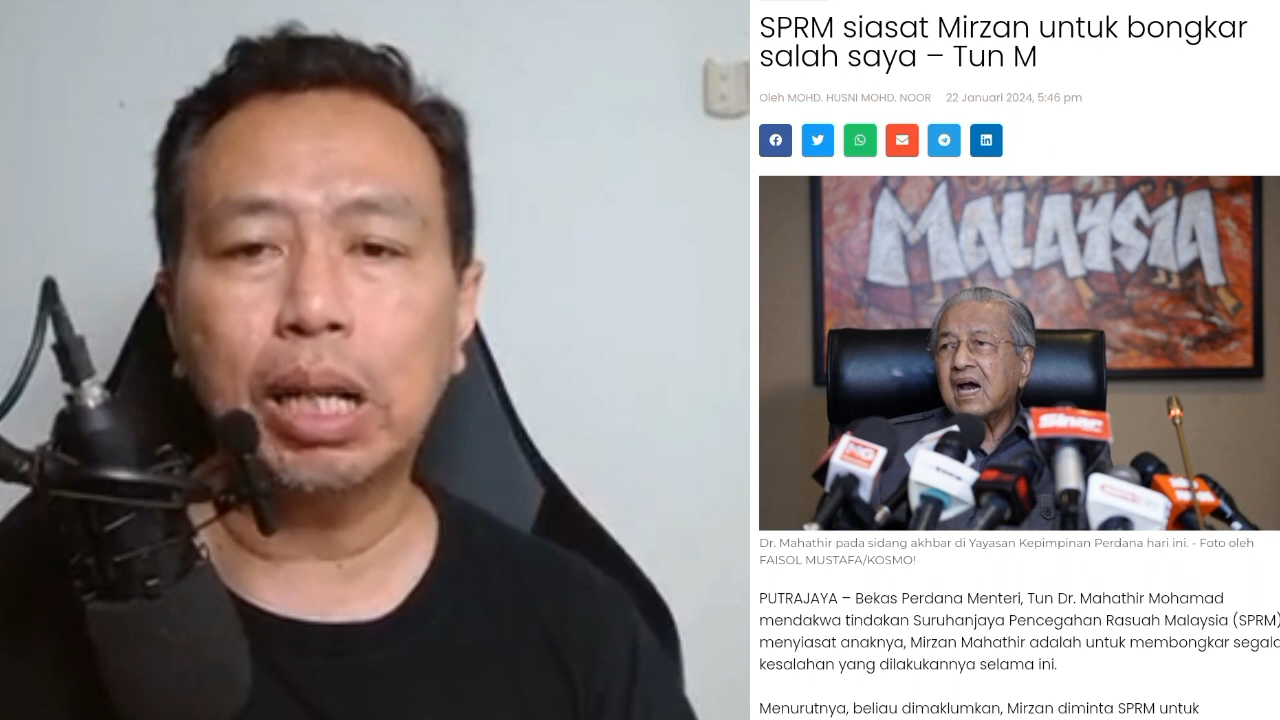 SPRM siasat Mirzan untuk bongkar
salah saya – Tun M
Oleh MOHD. HUSNI MOHD. NOOR 22 Januari 2024, 5:46 pm
MALAYSIA
Sinar
Dr. Mahathir pada sidang akhbar di Yayasan Kepimpinan Perdana hari ini. - Foto oleh
FAISOL MUSTAFA/KOSMO!
PUTRAJAYA – Bekas Perdana Menteri, Tun Dr. Mahathir Mohamad
mendakwa tindakan Suruhanjaya Pencegahan Rasuah Malaysia (SPRM)
menyiasat anaknya, Mirzan Mahathir adalah untuk membongkar segala
kesalahan yang dilakukannya selama ini.
Menurutnya, beliau dimaklumkan, Mirzan diminta SPRM untuk